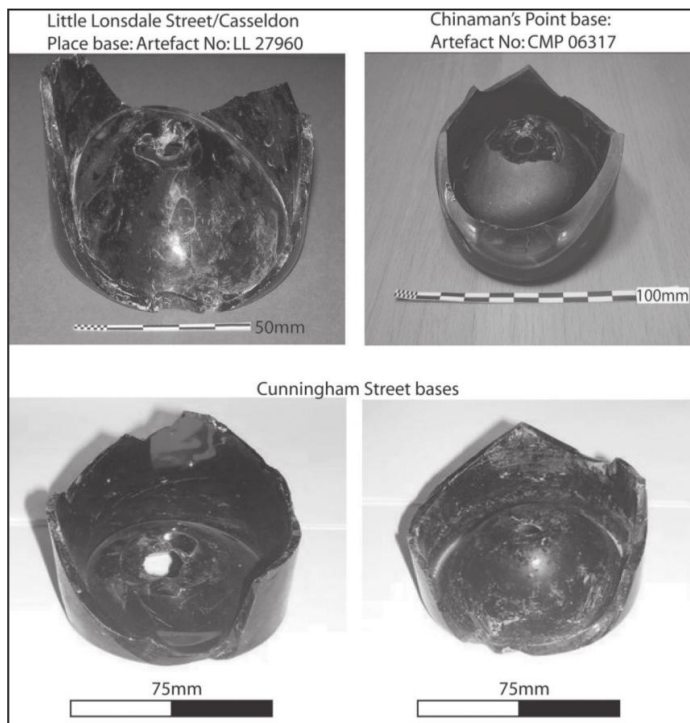 Little Lonsdale Street/Casseldon
Place base: Artefact No: LL 27960
Chinaman's Point base:
Artefact No: CMP 06317
50mm
100mm
Cunningham Street bases
75mm
75mm